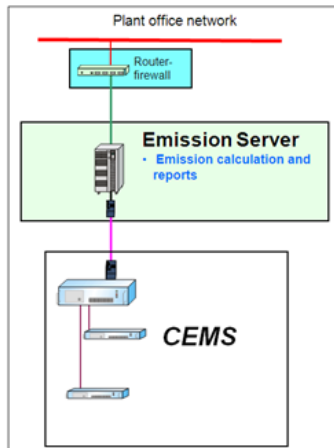 Plant office network
Router-
firewall
Emission Server
• Emission calculation and
reports
CEMS